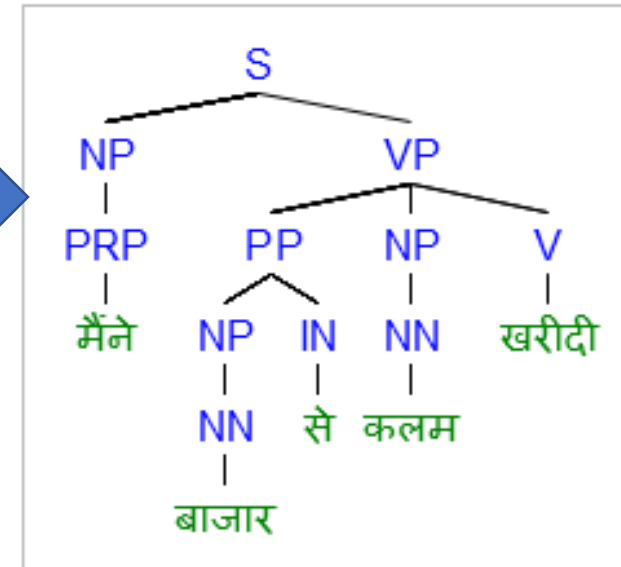 S
NP VP
PRP PP NP V
मैंने NP IN NN खरीदी
NN से कलम
बाजार